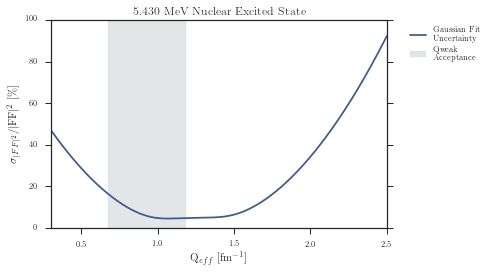 5.430 MeV Nuclear Excited State
100
80
60
40
20
0
σ|FF|²/|FF|² [%]
0.5
1.0
1.5
2.0
2.5
Q_eff [fm⁻¹]
Gaussian Fit
Uncertainty
Qweak
Acceptance